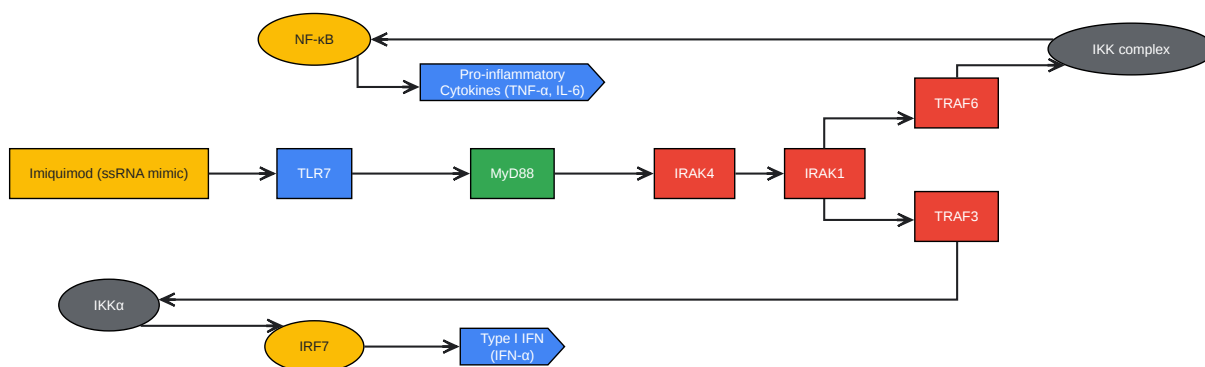 NF-κB
IKK complex
Pro-inflammatory
Cytokines (TNF-α, IL-6)
TRAF6
Imiquimod (ssRNA mimic)
TLR7
MyD88
IRAK4
IRAK1
TRAF3
IKKα
IRF7
Type I IFN
(IFN-α)